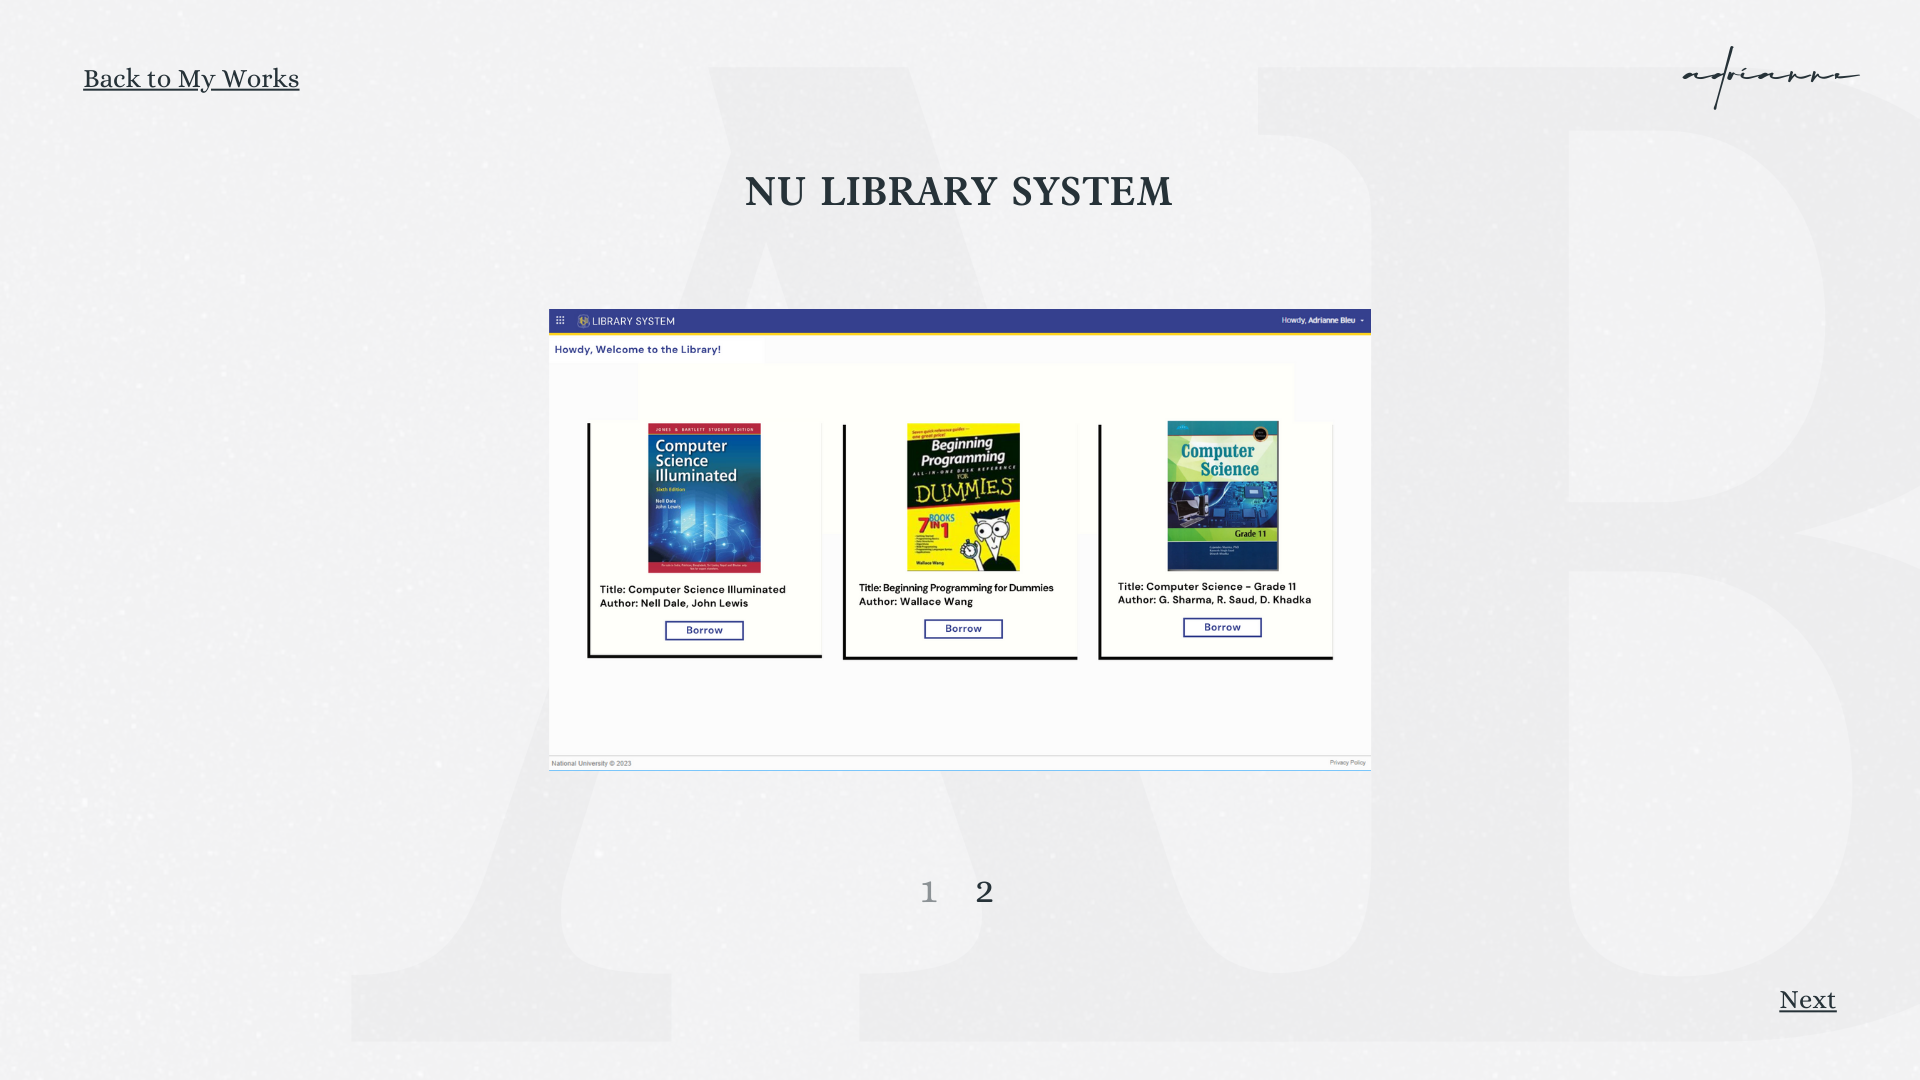 Back to My Works
adrianne
NU LIBRARY SYSTEM
LIBRARY SYSTEM
Howdy, Adrianne Bleu
Howdy, Welcome to the Library!
JONES & BARTLETT STUDENT EDITION
Computer
Science
Illuminated
Sixth Edition
Nell Dale
John Lewis
Title: Computer Science Illuminated
Author: Nell Dale, John Lewis
Borrow
Beginning
Programming
ALL-IN-ONE DESK REFERENCE
FOR
DUMMIES
7 BOOKS
IN 1
Wallace Wang
Title: Beginning Programming for Dummies
Author: Wallace Wang
Borrow
Computer
Science
Grade 11
Title: Computer Science - Grade 11
Author: G. Sharma, R. Saud, D. Khadka
Borrow
National University © 2023
Privacy Policy
1 2
Next